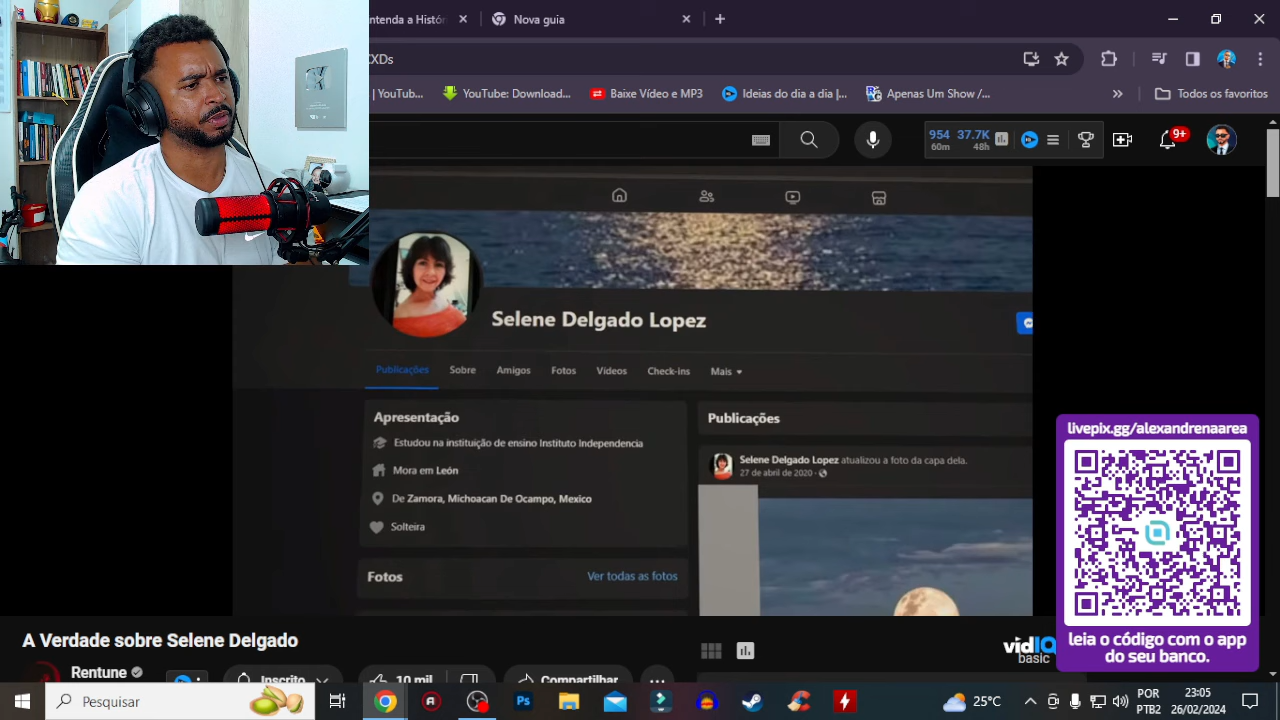 ntenda a Histór
Nova guia
XDs
| YouTub...
YouTube: Download...
Baixe Vídeo e MP3
Ideias do dia a dia |...
Apenas Um Show /...
»
Todos os favoritos
954 37.7K
60m 48h
9+
Selene Delgado Lopez
Publicações Sobre Amigos Fotos Vídeos Check-ins Mais
Apresentação
Estudou na instituição de ensino Instituto Independencia
Mora em León
De Zamora, Michoacan De Ocampo, Mexico
Solteira
Fotos Ver todas as fotos
Publicações
Selene Delgado Lopez atualizou a foto da capa dela.
27 de abril de 2020
livepix.gg/alexandrenaarea
leia o código com o app
do seu banco.
A Verdade sobre Selene Delgado
Rentune
Inscrito
10 mil
Compartilhar
...
vidIQ
basic
Pesquisar
Ps
25°C
POR
PTB2
23:05
26/02/2024